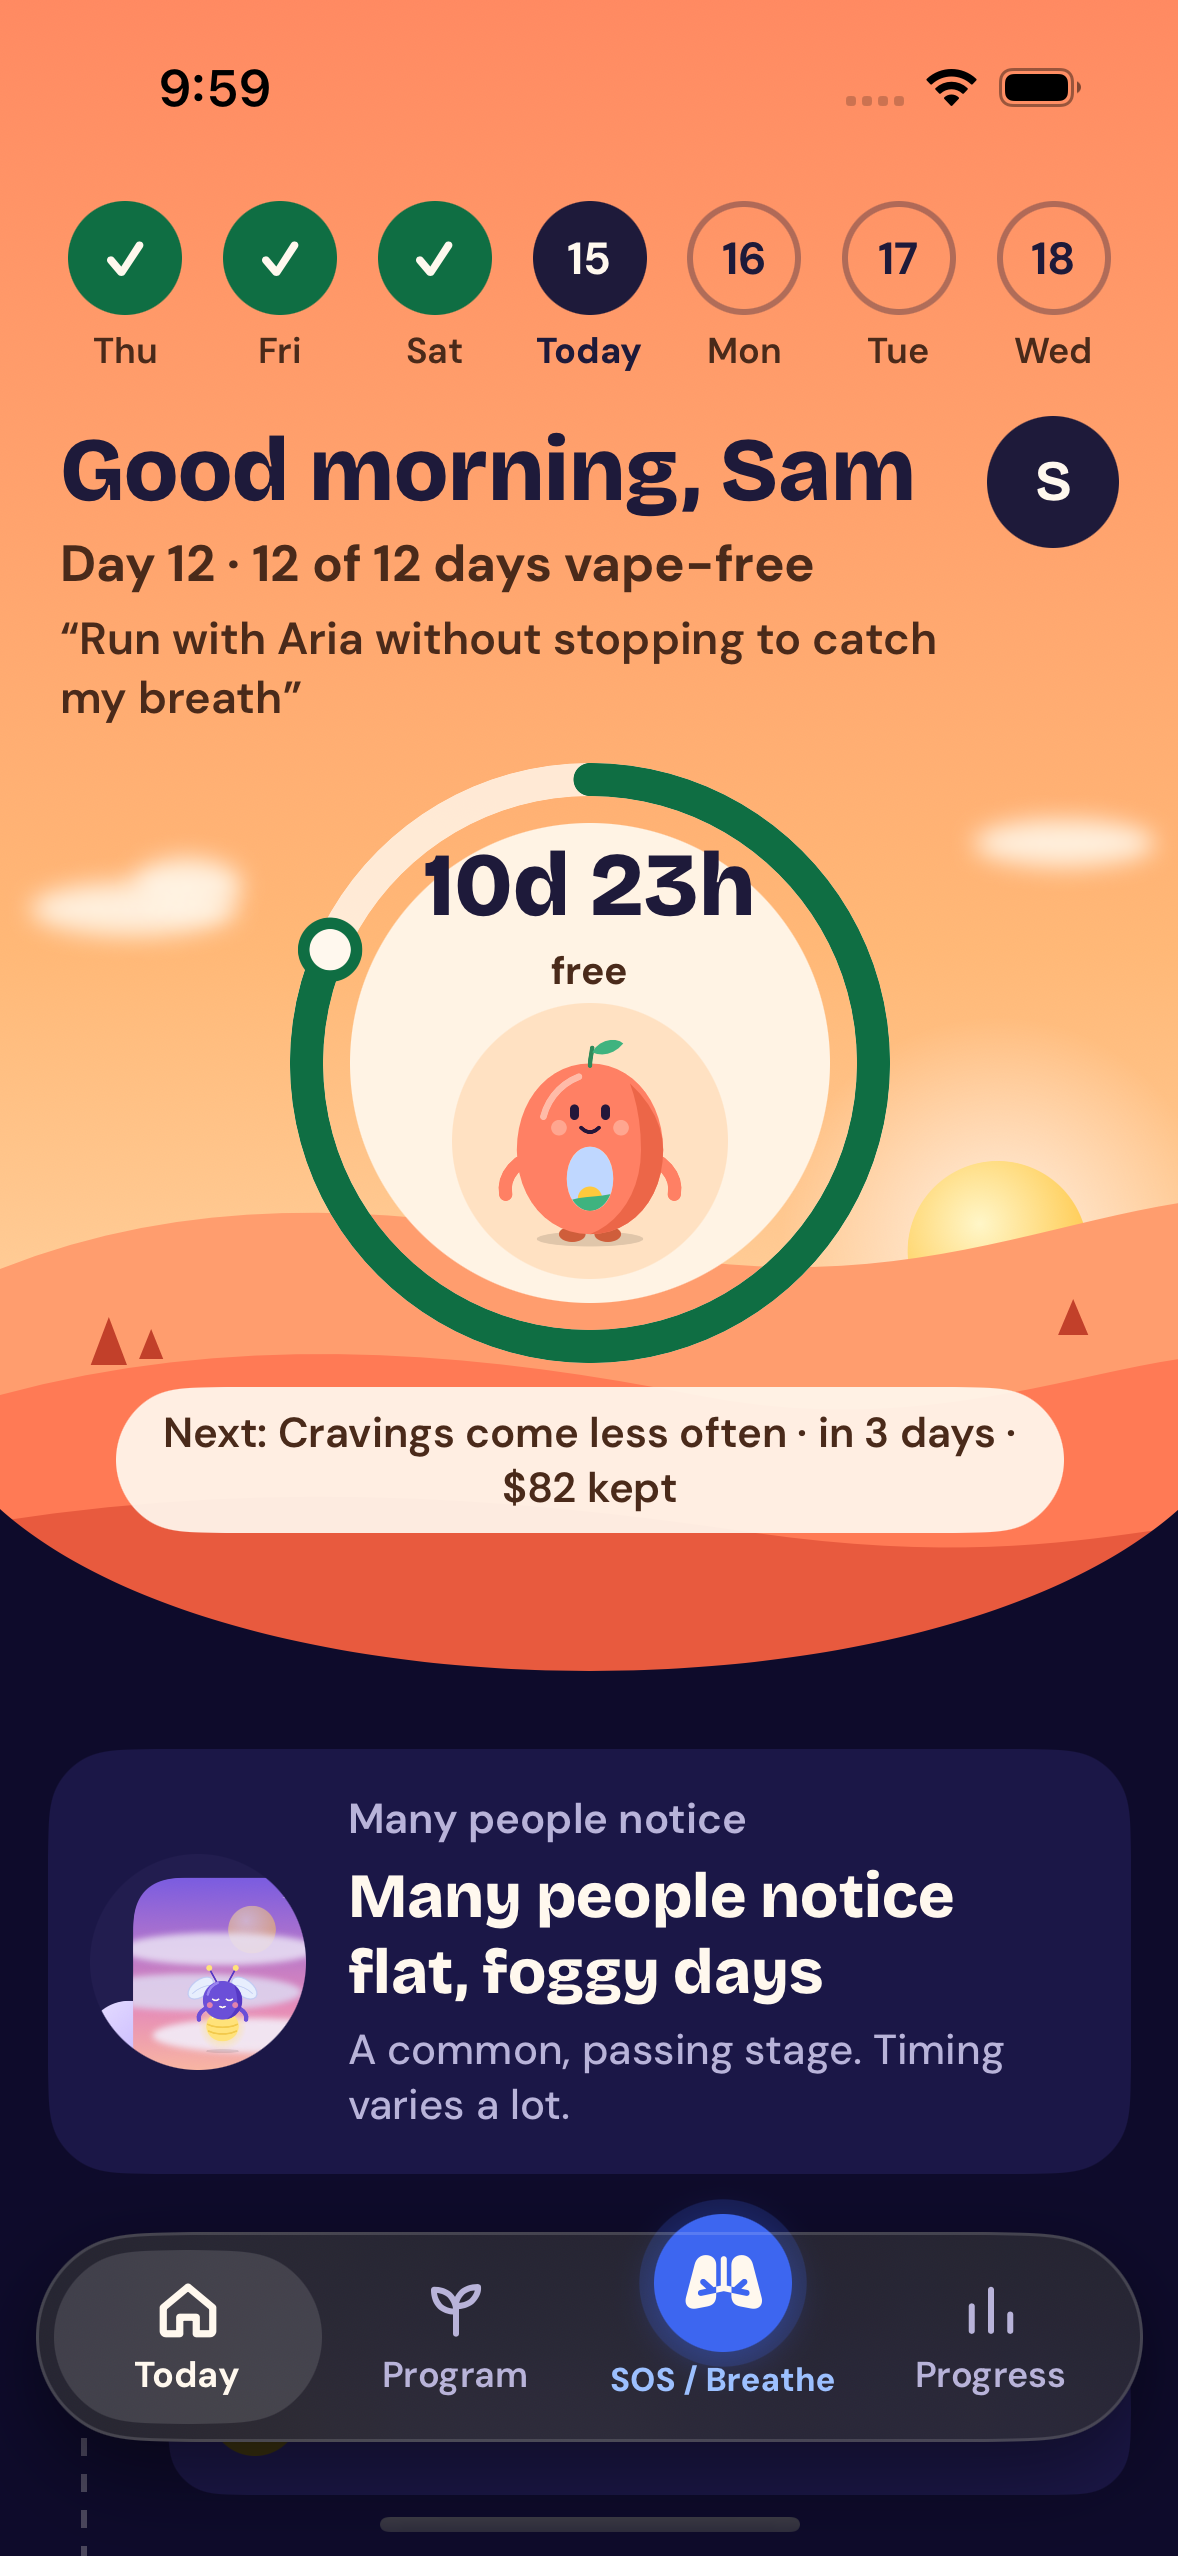 9:59
15 16 17 18
Thu Fri Sat Today Mon Tue Wed
Good morning, Sam
S
Day 12 · 12 of 12 days vape-free
“Run with Aria without stopping to catch
my breath”
10d 23h
free
Next: Cravings come less often · in 3 days ·
$82 kept
Many people notice
Many people notice
flat, foggy days
A common, passing stage. Timing
varies a lot.
Today Program SOS / Breathe Progress